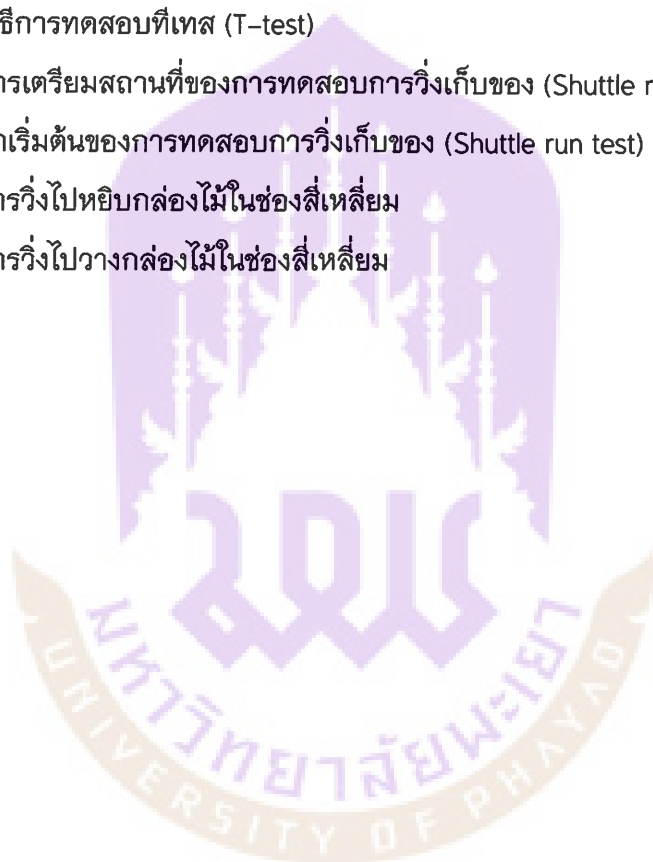 ธีการทดสอบทีเทส (T-test)
ารเตรียมสถานที่ของการทดสอบการวิ่งเก็บของ (Shuttle r
าเริ่มต้นของการทดสอบการวิ่งเก็บของ (Shuttle run test)
ารวิ่งไปหยิบกล่องไม้ในช่องสี่เหลี่ยม
ารวิ่งไปวางกล่องไม้ในช่องสี่เหลี่ยม
มหาวิทยาลัยพะเยา
UNIVERSITY OF PHAYAO